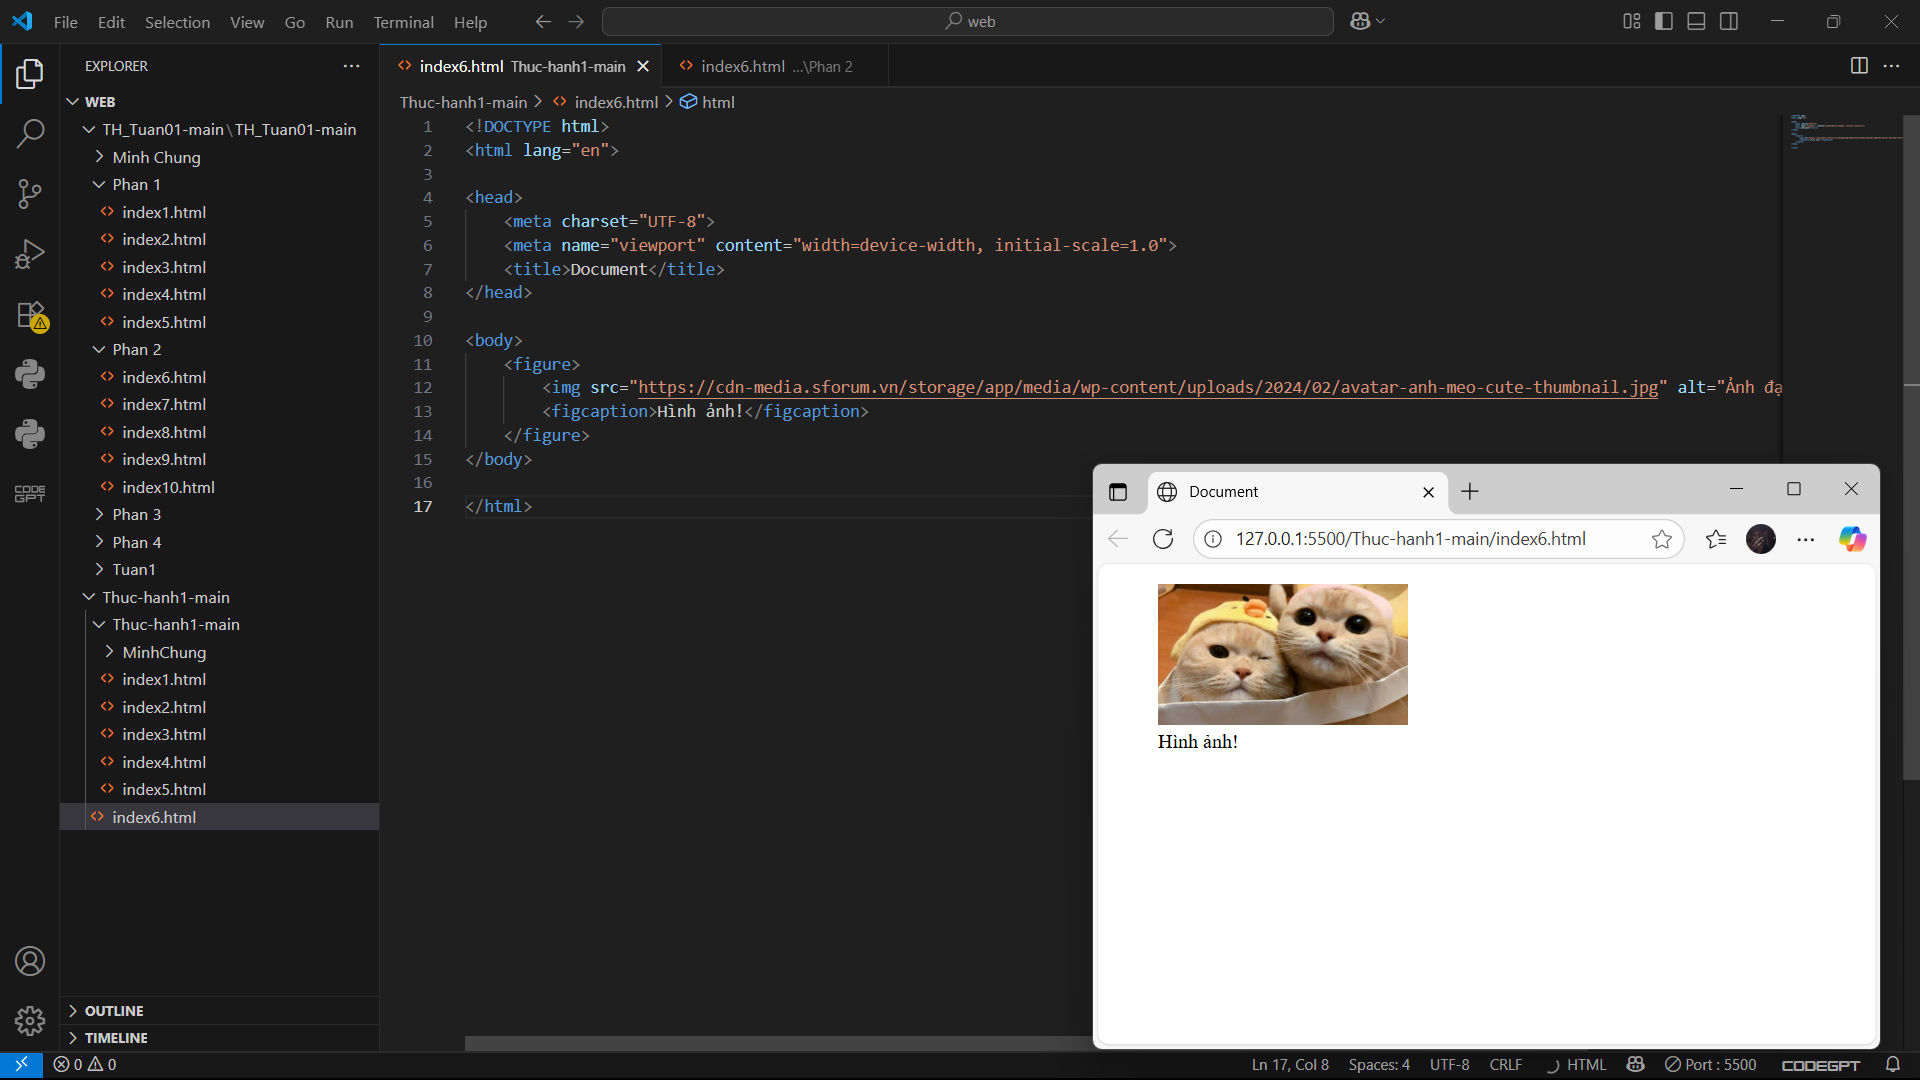 File Edit Selection View Go Run Terminal Help
web
EXPLORER
WEB
TH_Tuan01-main\TH_Tuan01-main
Minh Chung
Phan 1
index1.html
index2.html
index3.html
index4.html
index5.html
Phan 2
index6.html
index7.html
index8.html
index9.html
index10.html
Phan 3
Phan 4
Tuan1
Thuc-hanh1-main
Thuc-hanh1-main
MinhChung
index1.html
index2.html
index3.html
index4.html
index5.html
index6.html
OUTLINE
TIMELINE
CODE
GPT
index6.html Thuc-hanh1-main
index6.html ...\Phan 2
Thuc-hanh1-main > index6.html > html
1 <!DOCTYPE html>
2 <html lang="en">
3
4 <head>
5 <meta charset="UTF-8">
6 <meta name="viewport" content="width=device-width, initial-scale=1.0">
7 <title>Document</title>
8 </head>
9
10 <body>
11 <figure>
12 <img src="https://cdn-media.sforum.vn/storage/app/media/wp-content/uploads/2024/02/avatar-anh-meo-cute-thumbnail.jpg" alt="Ảnh đạ
13 <figcaption>Hình ảnh!</figcaption>
14 </figure>
15 </body>
16
17 </html>
Document
127.0.0.1:5500/Thuc-hanh1-main/index6.html
Hình ảnh!
0 0
Ln 17, Col 8 Spaces: 4 UTF-8 CRLF HTML Port : 5500 CODEGPT